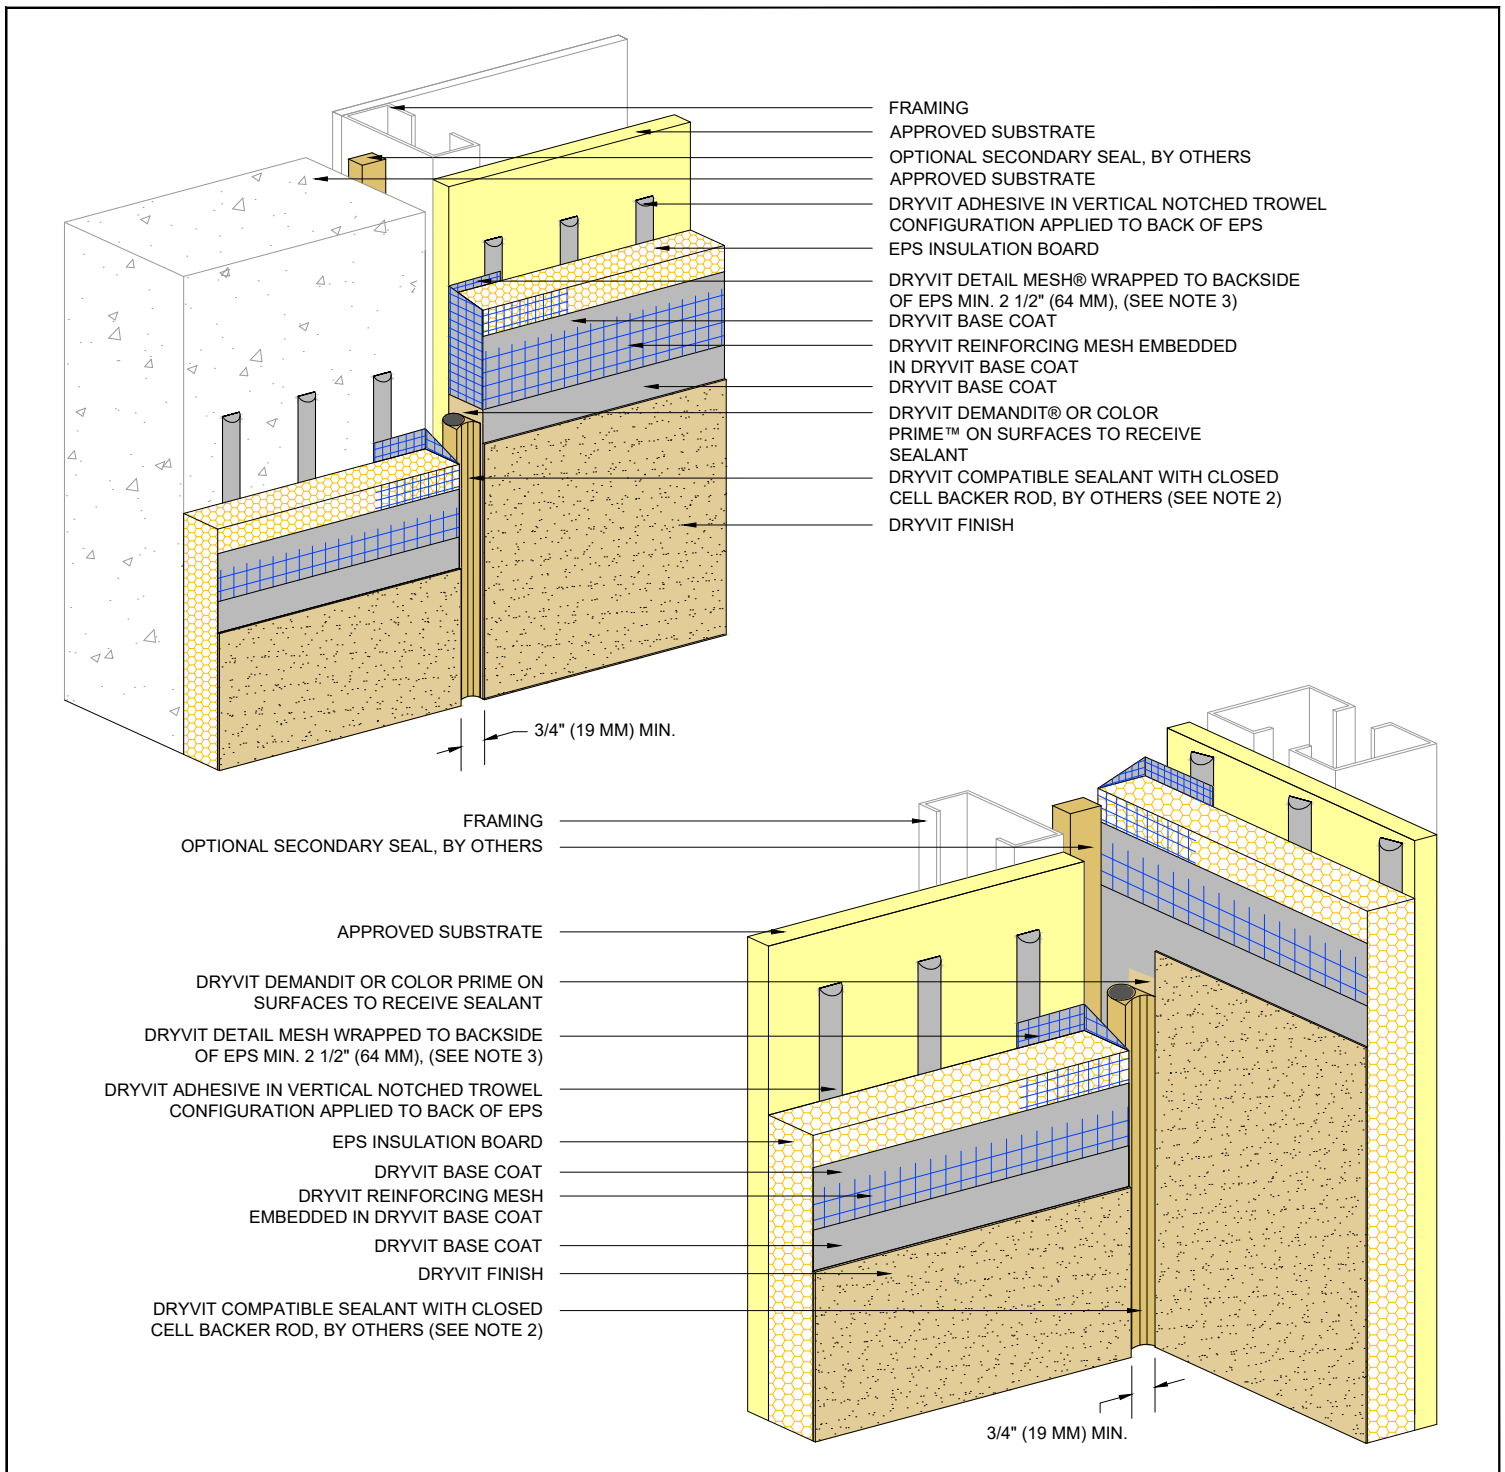 FRAMING
APPROVED SUBSTRATE
OPTIONAL SECONDARY SEAL, BY OTHERS
APPROVED SUBSTRATE
DRYVIT ADHESIVE IN VERTICAL NOTCHED TROWEL
CONFIGURATION APPLIED TO BACK OF EPS
EPS INSULATION BOARD
DRYVIT DETAIL MESH® WRAPPED TO BACKSIDE
OF EPS MIN. 2 1/2" (64 MM), (SEE NOTE 3)
DRYVIT BASE COAT
DRYVIT REINFORCING MESH EMBEDDED
IN DRYVIT BASE COAT
DRYVIT BASE COAT
DRYVIT DEMANDIT® OR COLOR
PRIME™ ON SURFACES TO RECEIVE
SEALANT
DRYVIT COMPATIBLE SEALANT WITH CLOSED
CELL BACKER ROD, BY OTHERS (SEE NOTE 2)
DRYVIT FINISH
3/4" (19 MM) MIN.
FRAMING
OPTIONAL SECONDARY SEAL, BY OTHERS
APPROVED SUBSTRATE
DRYVIT DEMANDIT OR COLOR PRIME ON
SURFACES TO RECEIVE SEALANT
DRYVIT DETAIL MESH WRAPPED TO BACKSIDE
OF EPS MIN. 2 1/2" (64 MM), (SEE NOTE 3)
DRYVIT ADHESIVE IN VERTICAL NOTCHED TROWEL
CONFIGURATION APPLIED TO BACK OF EPS
EPS INSULATION BOARD
DRYVIT BASE COAT
DRYVIT REINFORCING MESH
EMBEDDED IN DRYVIT BASE COAT
DRYVIT BASE COAT
DRYVIT FINISH
DRYVIT COMPATIBLE SEALANT WITH CLOSED
CELL BACKER ROD, BY OTHERS (SEE NOTE 2)
3/4" (19 MM) MIN.